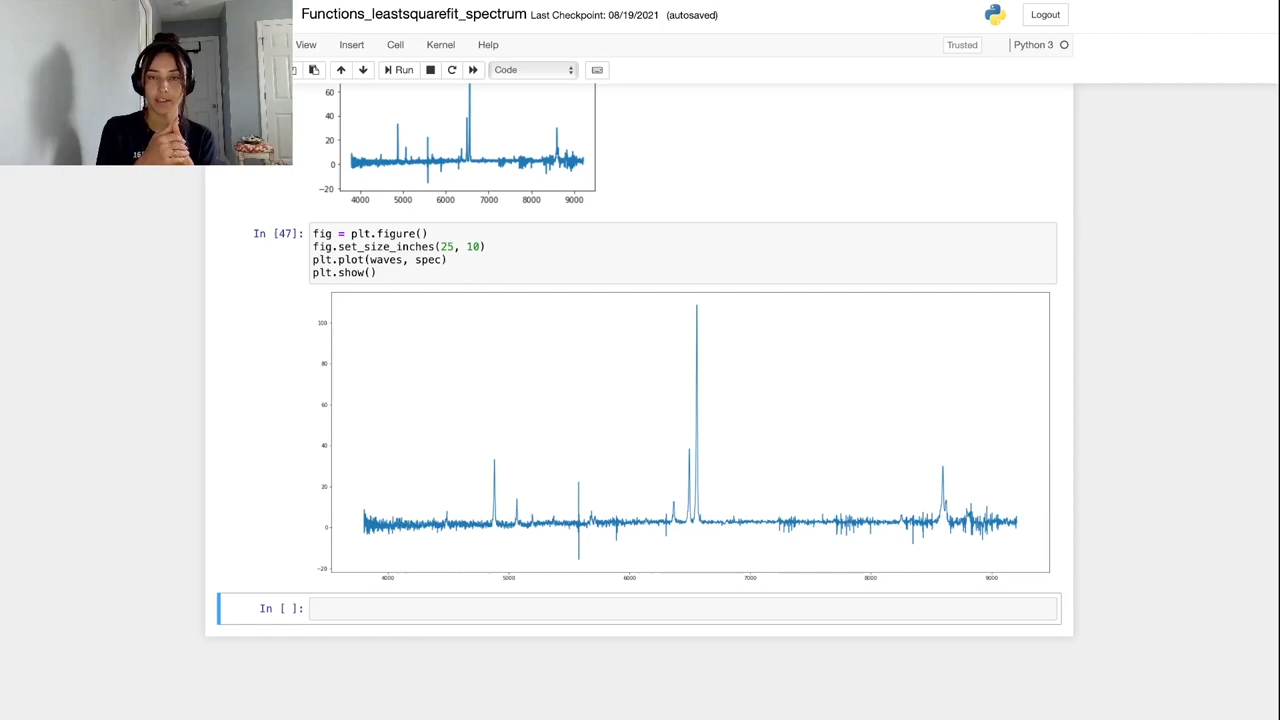 Functions_leastsquarefit_spectrum Last Checkpoint: 08/19/2021 (autosaved)
Logout
View Insert Cell Kernel Help
Trusted
Python 3
Run
Code
60
40
20
0
−20
4000 5000 6000 7000 8000 9000
In [47]:
fig = plt.figure()
fig.set_size_inches(25, 10)
plt.plot(waves, spec)
plt.show()
100
80
60
40
20
0
−20
4000 5000 6000 7000 8000 9000
In [ ]: